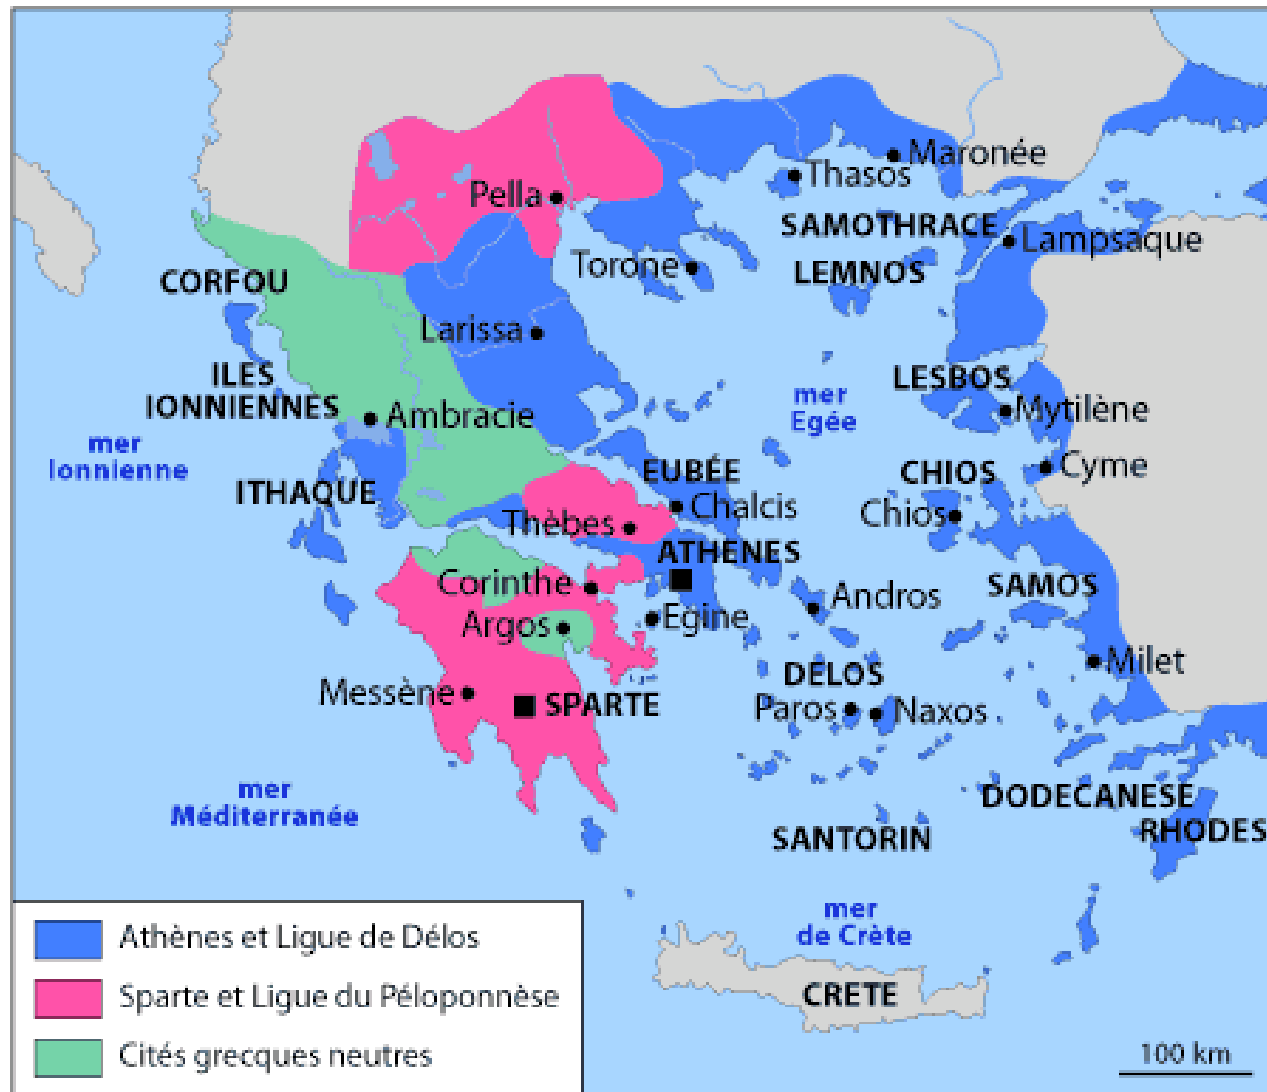 Maronée
Thasos
Pella
SAMOTHRACE
Lampsaque
Torone
LEMNOS
CORFOU
Larissa
ILES
IONNIENNES
LESBOS
mer
Egée
Mytilène
Ambracie
mer
Ionnienne
EUBÉE
CHIOS
Cyme
ITHAQUE
Chalcis
Chios
Thèbes
ATHENES
Corinthe
SAMOS
Andros
Argos
Egine
Milet
DELOS
Messène
SPARTE
Paros
Naxos
mer
Méditerranée
DODECANESE
RHODES
SANTORIN
mer
de Crète
CRETE
Athènes et Ligue de Délos
Sparte et Ligue du Péloponnèse
Cités grecques neutres
100 km